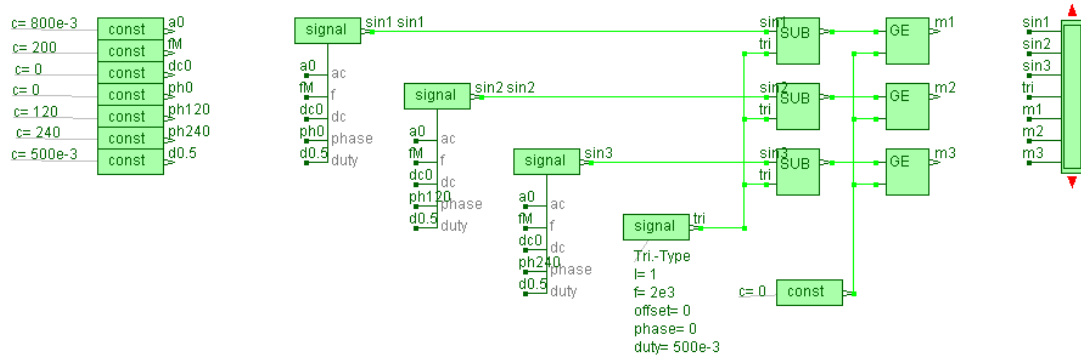 c= 800e-3 const a0
c= 200 const fM
c= 0 const dc0
c= 0 const ph0
c= 120 const ph120
c= 240 const ph240
c= 500e-3 const d0.5
signal sin1 sin1
a0 ac
fM f
dc0 dc
ph0 phase
d0.5 duty
signal sin2 sin2
a0 ac
fM f
dc0 dc
ph120 phase
d0.5 duty
signal sin3
a0 ac
fM f
dc0 dc
ph240 phase
d0.5 duty
signal tri
Tri.-Type
l= 1
f= 2e3
offset= 0
phase= 0
duty= 500e-3
sin1 SUB GE m1
tri
sin2 SUB GE m2
tri
sin3 SUB GE m3
tri
c= 0 const
sin1
sin2
sin3
tri
m1
m2
m3